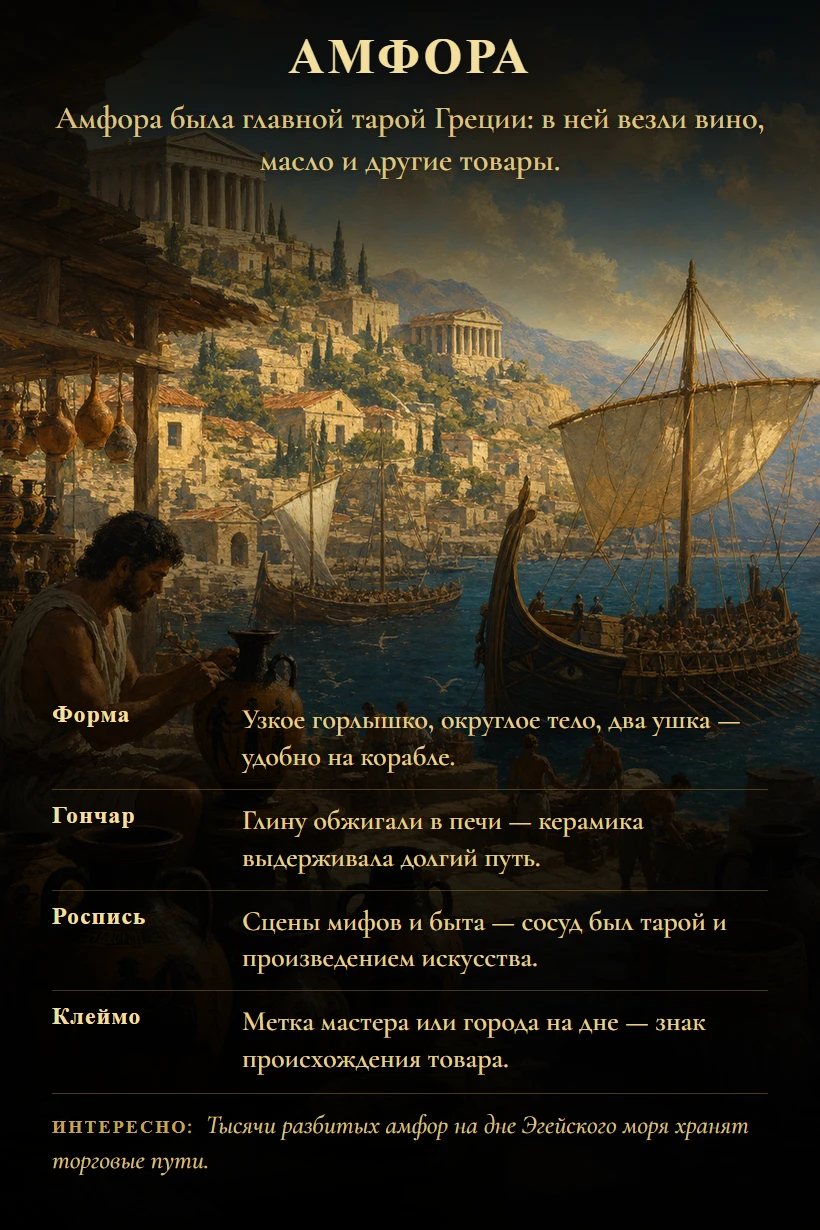 АМФОРА
Амфора была главной тарой Греции: в ней везли вино,
масло и другие товары.
Форма
Узкое горлышко, округлое тело, два ушка —
удобно на корабле.
Гончар
Глину обжигали в печи — керамика
выдерживала долгий путь.
Роспись
Сцены мифов и быта — сосуд был тарой и
произведением искусства.
Клеймо
Метка мастера или города на дне — знак
происхождения товара.
ИНТЕРЕСНО: Тысячи разбитых амфор на дне Эгейского моря хранят
торговые пути.